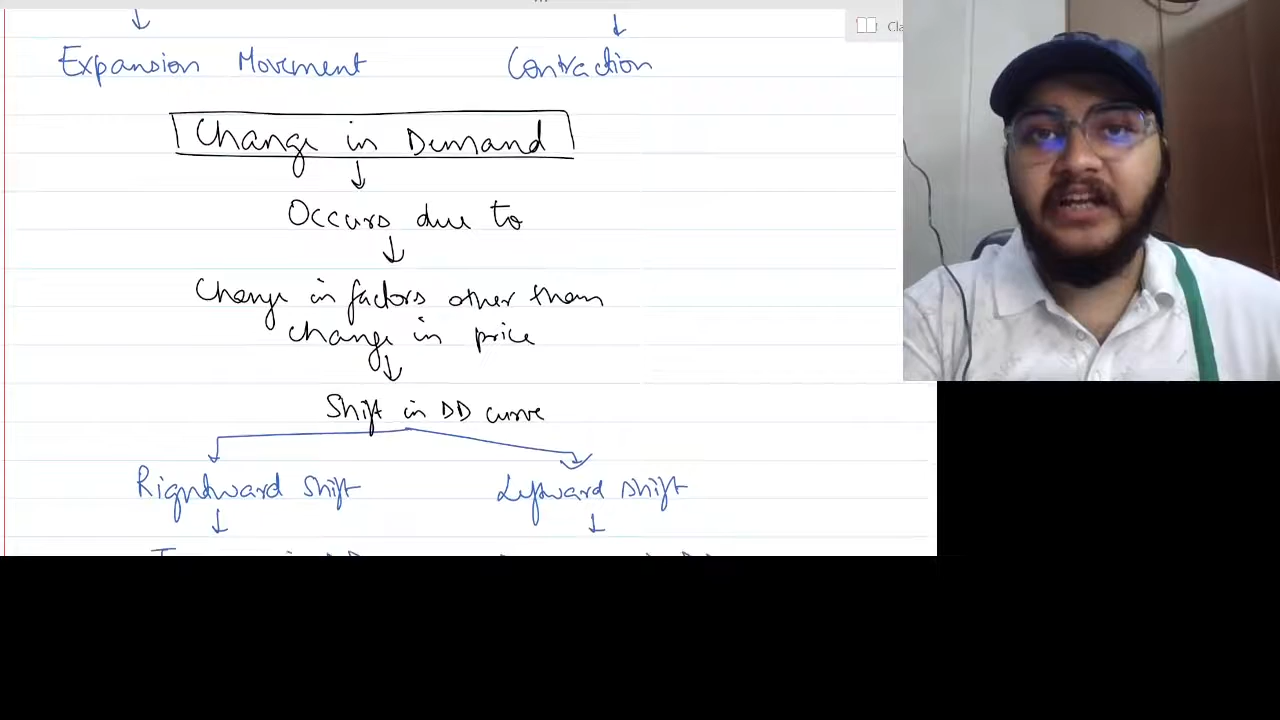 Cla
Expansion Movement Contraction
Change in Demand
Occurs due to
Change in factors other than
change in price
Shift in DD curve
Rightward Shift Leftward Shift